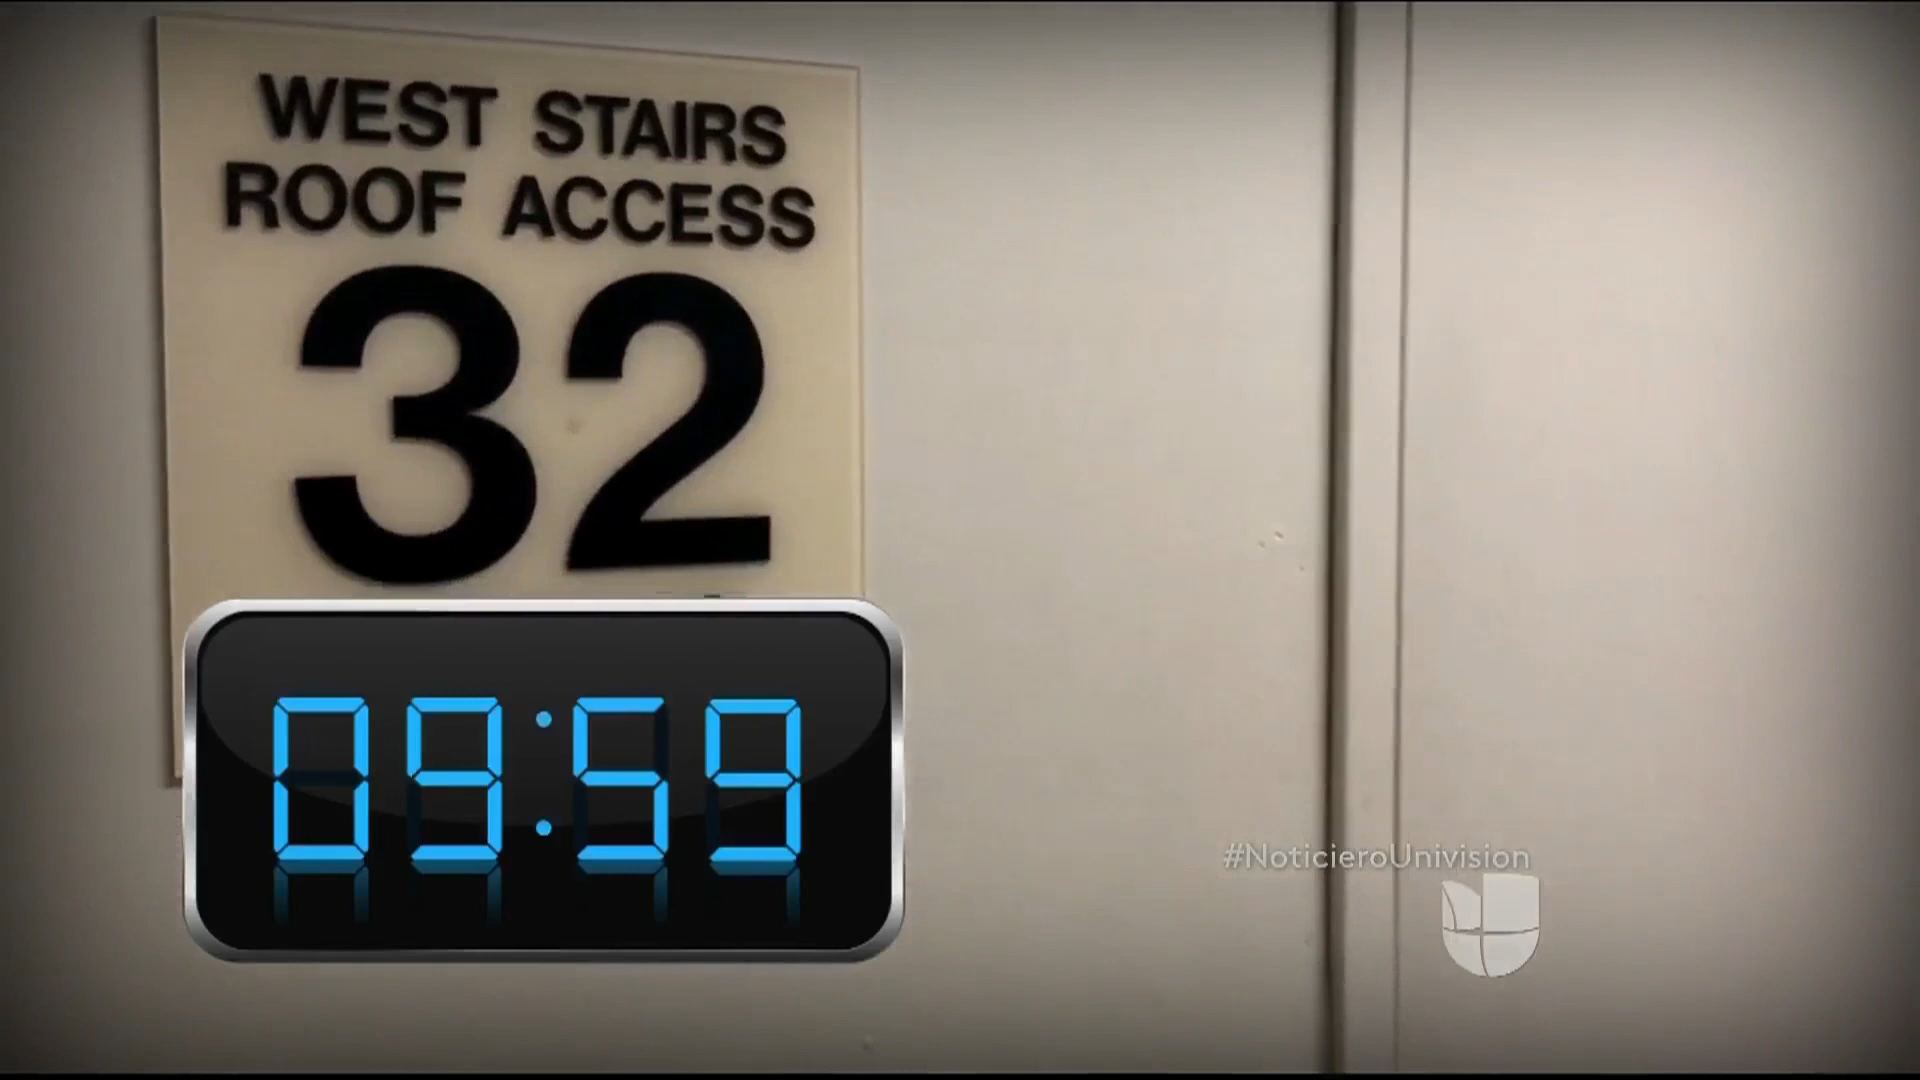 WEST STAIRS
ROOF ACCESS
32
09:59
#NoticieroUnivision